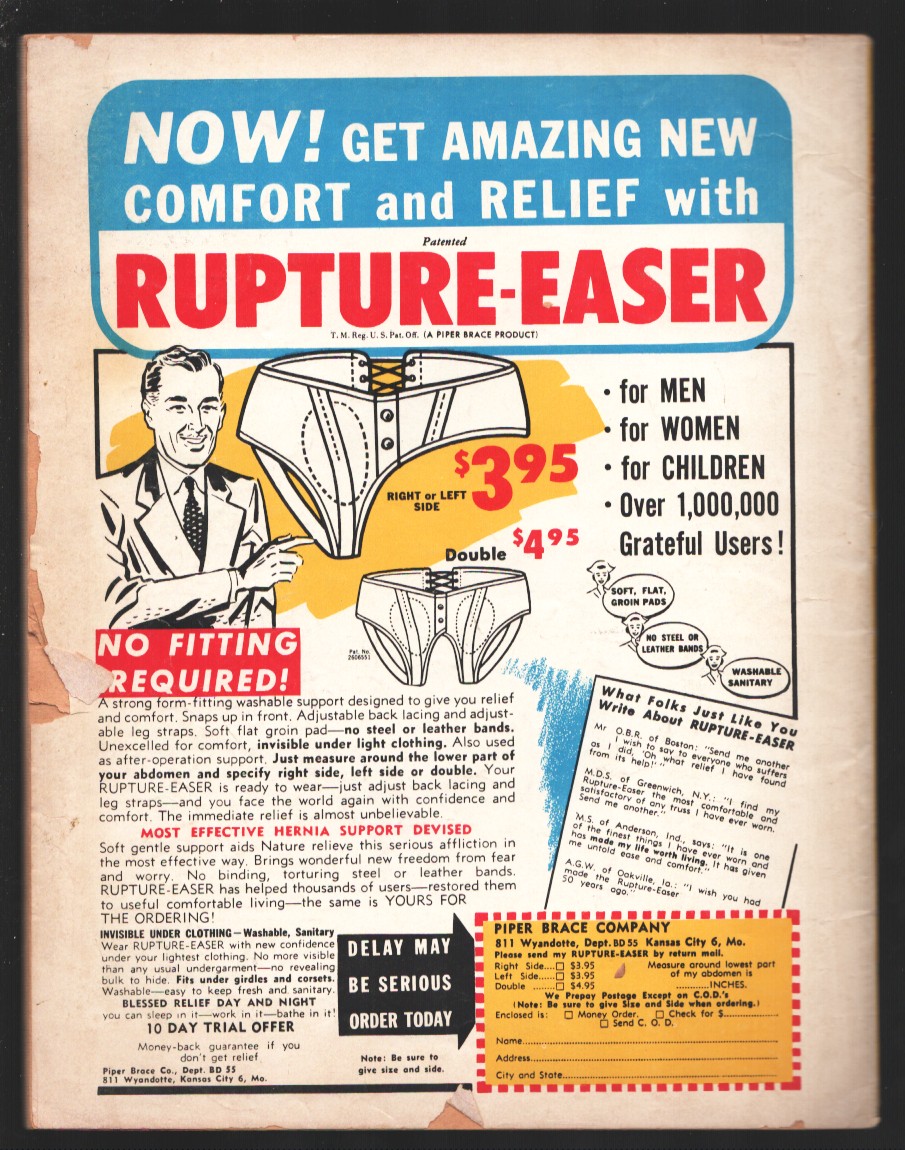 NOW! GET AMAZING NEW
COMFORT and RELIEF with
Patented
RUPTURE-EASER
T. M. Reg. U. S. Pat. Off. (A PIPER BRACE PRODUCT)
• for MEN
• for WOMEN
• for CHILDREN
• Over 1,000,000
Grateful Users!
$3.95
RIGHT or LEFT
SIDE
Double $4.95
Pat. No.
2606551
SOFT, FLAT,
GROIN PADS
NO STEEL OR
LEATHER BANDS
WASHABLE
SANITARY
NO FITTING
REQUIRED!
A strong form-fitting washable support designed to give you relief
and comfort. Snaps up in front. Adjustable back lacing and adjust-
able leg straps. Soft flat groin pad—no steel or leather bands.
Unexcelled for comfort, invisible under light clothing. Also used
as after-operation support. Just measure around the lower part of
your abdomen and specify right side, left side or double. Your
RUPTURE-EASER is ready to wear—just adjust back lacing and
leg straps—and you face the world again with confidence and
comfort. The immediate relief is almost unbelievable.
MOST EFFECTIVE HERNIA SUPPORT DEVISED
Soft gentle support aids Nature relieve this serious affliction in
the most effective way. Brings wonderful new freedom from fear
and worry. No binding, torturing steel or leather bands.
RUPTURE-EASER has helped thousands of users—restored them
to useful comfortable living—the same is YOURS FOR
THE ORDERING!
INVISIBLE UNDER CLOTHING—Washable, Sanitary
Wear RUPTURE-EASER with new confidence
under your lightest clothing. No more visible
than any usual undergarment—no revealing
bulk to hide. Fits under girdles and corsets.
Washable—easy to keep fresh and sanitary.
BLESSED RELIEF DAY AND NIGHT
you can sleep in it—work in it—bathe in it!
10 DAY TRIAL OFFER
Money-back guarantee if you
don't get relief
Piper Brace Co., Dept. BD 55
811 Wyandotte, Kansas City 6, Mo.
DELAY MAY
BE SERIOUS
ORDER TODAY
Note: Be sure to
give size and side.
What Folks Just Like You
Write About RUPTURE-EASER
Mr. O.B.R. of Boston: "Send me another
I wish to say to everyone who suffers
as I did, 'Oh what relief I have found
from its help!' "
M.D.S. of Greenwich, N.Y.: "I find my
Rupture-Easer the most comfortable and
satisfactory of any truss I have ever worn.
Send me another."
M.S. of Anderson, Ind., says: "It is one
of the finest things I have ever worn and
has made my life worth living. It has given
me untold ease and comfort."
A.G.W. of Oakville, Ia.: "I wish you had
made the Rupture-Easer
50 years ago."
PIPER BRACE COMPANY
811 Wyandotte, Dept. BD 55 Kansas City 6, Mo.
Please send my RUPTURE-EASER by return mail.
Right Side....□ $3.95 Measure around lowest part
Left Side......□ $3.95 of my abdomen is
Double .......□ $4.95 ............INCHES.
We Prepay Postage Except on C.O.D.'s
(Note: Be sure to give Size and Side when ordering.)
Enclosed is: □ Money Order. □ Check for $...............
□ Send C. O. D.
Name........................................
Address........................................
City and State........................................